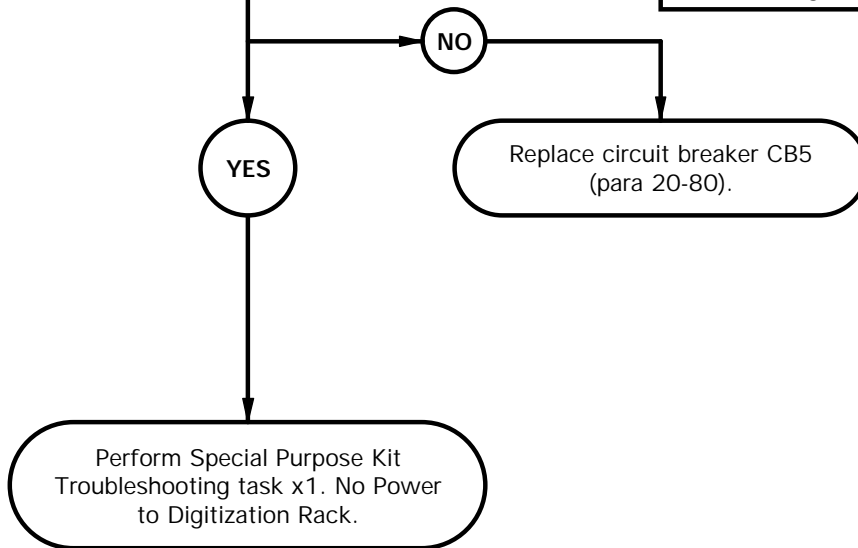 NO
YES
Replace circuit breaker CB5
(para 20-80).
Perform Special Purpose Kit
Troubleshooting task x1. No Power
to Digitization Rack.